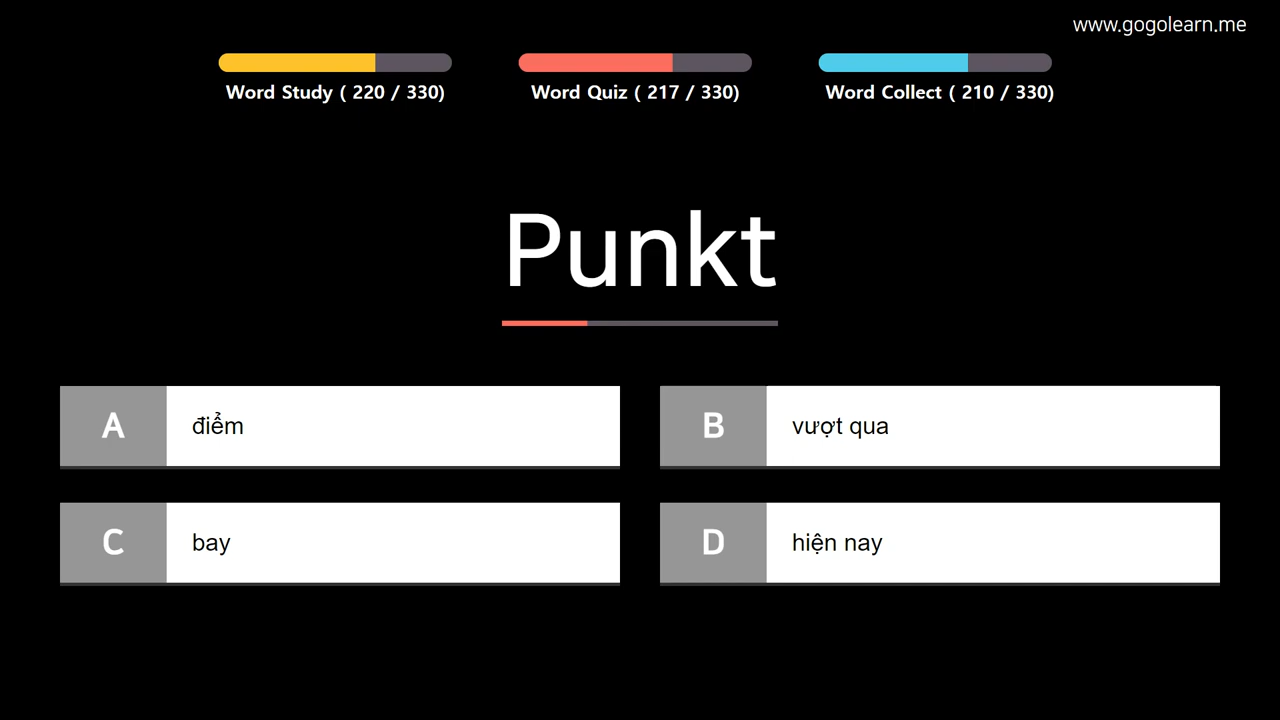 www.gogolearn.me
Word Study ( 220 / 330)
Word Quiz ( 217 / 330)
Word Collect ( 210 / 330)
Punkt
A
điểm
B
vượt qua
C
bay
D
hiện nay